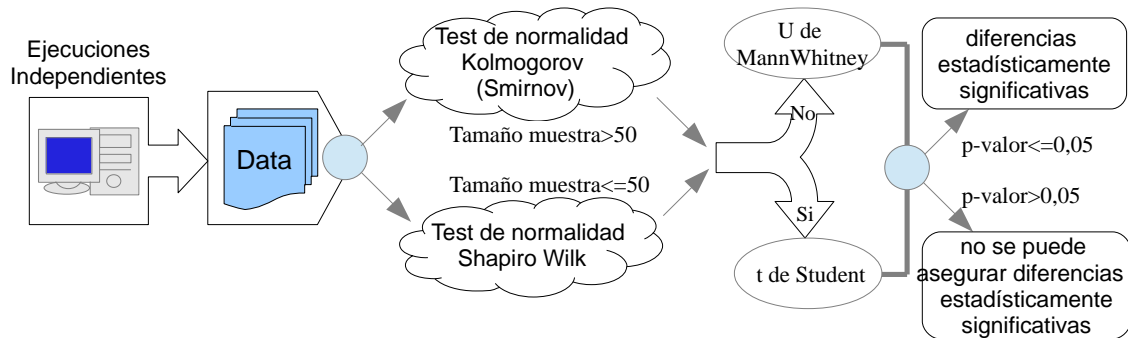 Ejecuciones
Independientes
Data
Test de normalidad
Kolmogorov
(Smirnov)
Tamaño muestra>50
Tamaño muestra<=50
Test de normalidad
Shapiro Wilk
U de
MannWhitney
No
Si
t de Student
diferencias
estadísticamente
significativas
p-valor<=0,05
p-valor>0,05
no se puede
asegurar diferencias
estadísticamente
significativas